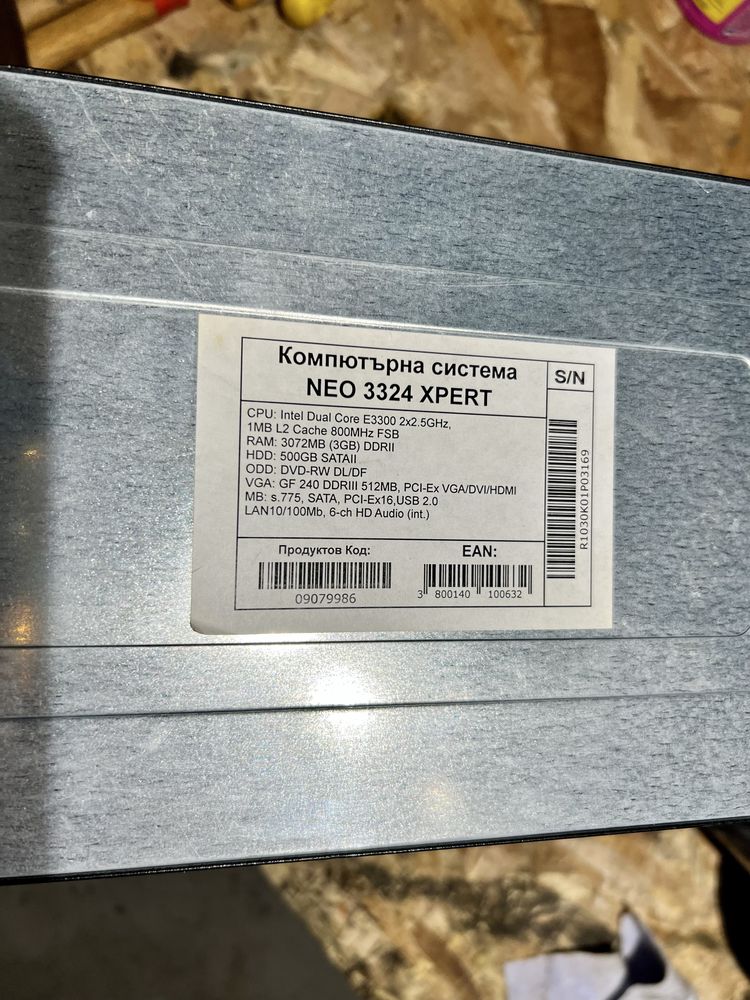 Компютърна система
NEO 3324 XPERT
S/N
CPU: Intel Dual Core E3300 2x2.5GHz,
1MB L2 Cache 800MHz FSB
RAM: 3072MB (3GB) DDRII
HDD: 500GB SATAII
ODD: DVD-RW DL/DF
VGA: GF 240 DDRIII 512MB, PCI-Ex VGA/DVI/HDMI
MB: s.775, SATA, PCI-Ex16,USB 2.0
LAN10/100Mb, 6-ch HD Audio (int.)
R1030K01P03169
Продуктов Код:
09079986
EAN:
3 800140 100632